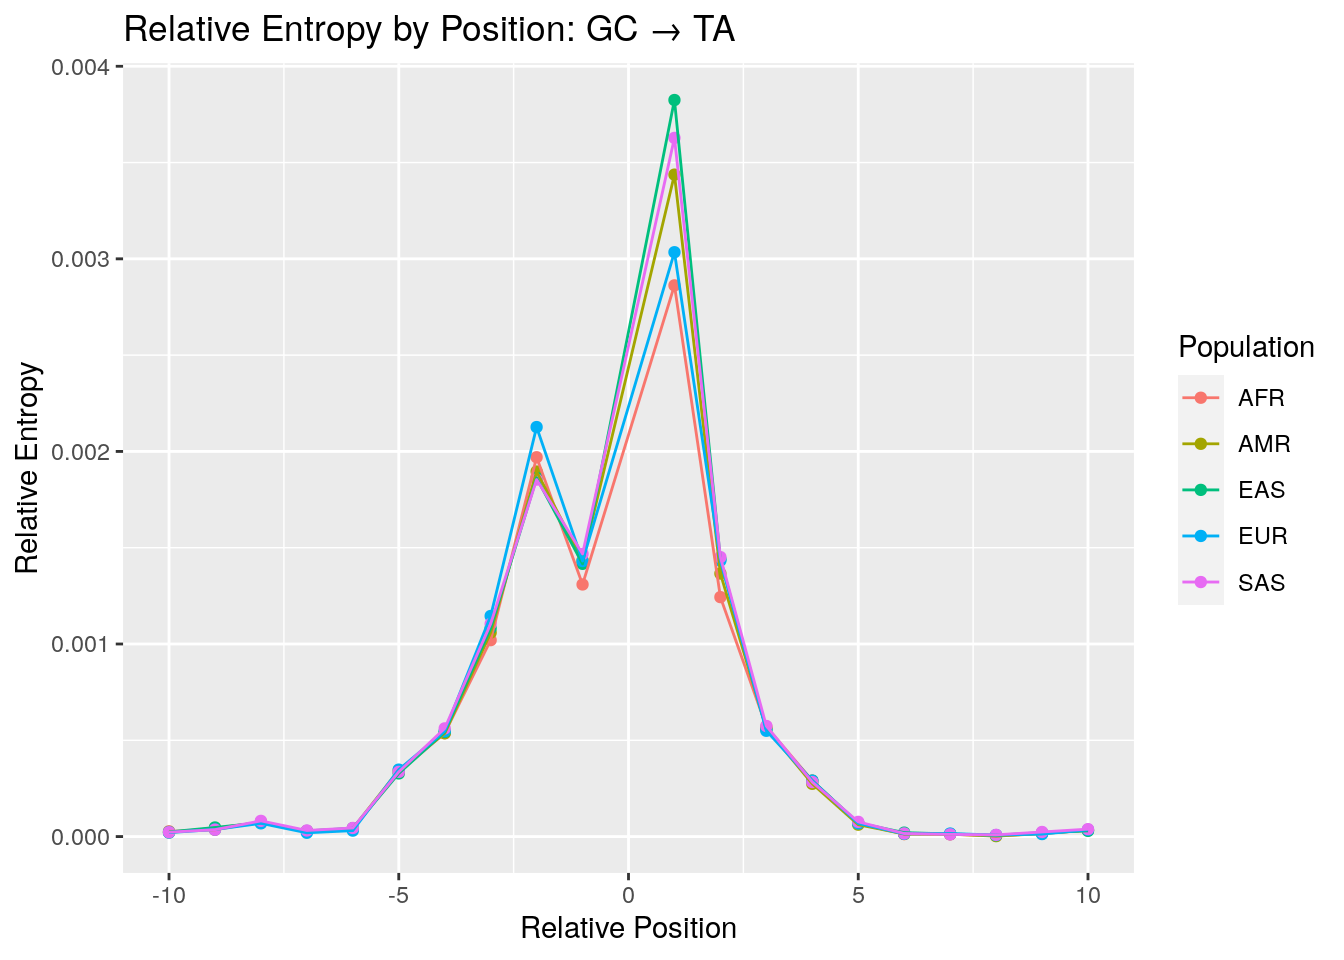 Relative Entropy by Position: GC → TA
0.004
0.003
0.002
0.001
0.000
Relative Entropy
-10 -5 0 5 10
Relative Position
Population
AFR
AMR
EAS
EUR
SAS